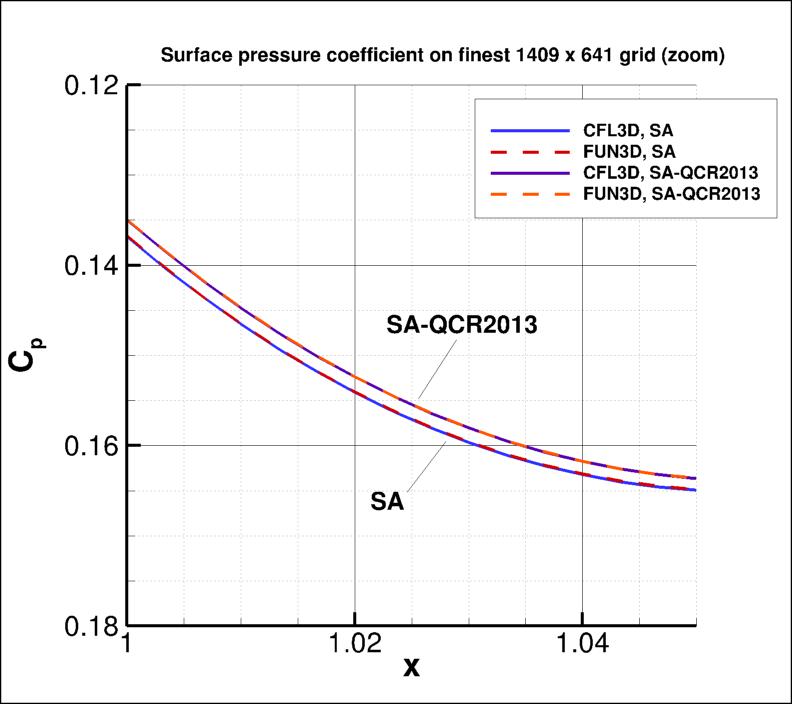 Surface pressure coefficient on finest 1409 x 641 grid (zoom)
0.12
CFL3D, SA
FUN3D, SA
CFL3D, SA-QCR2013
FUN3D, SA-QCR2013
0.14
SA-QCR2013
Cp
0.16
SA
0.18
1
1.02
1.04
x